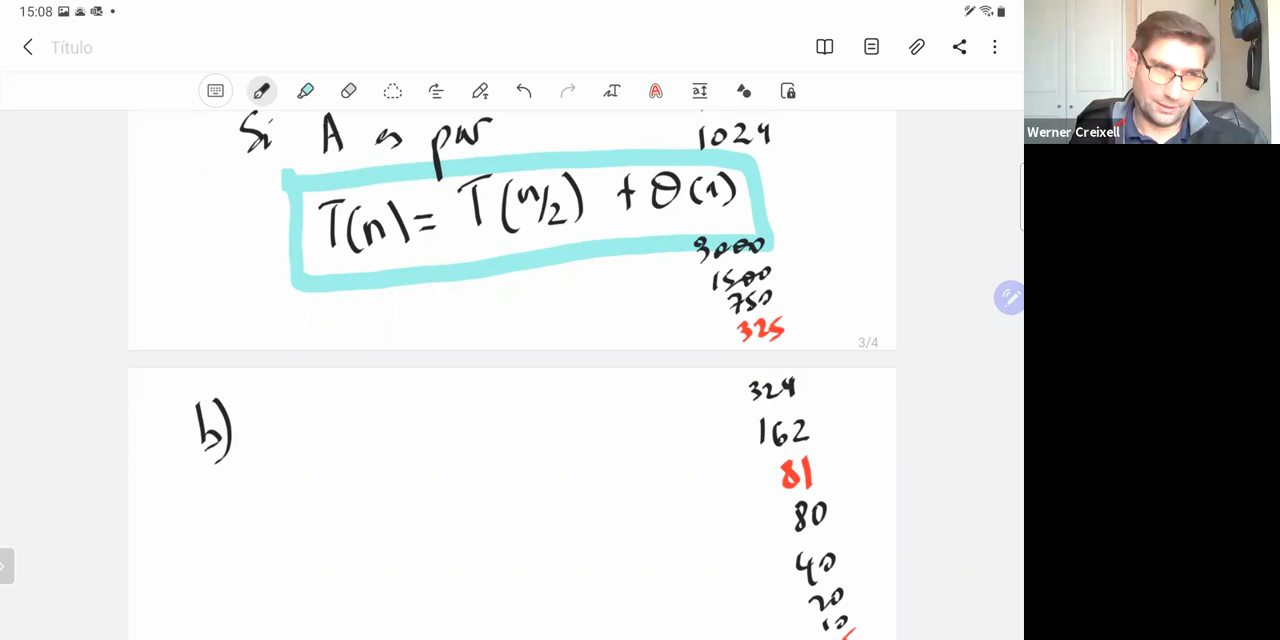 15:08
Título
Werner Creixell
Si A es par
1024
T(n) = T(n/2) + Θ(1)
3000
1500
750
325
3/4
b)
324
162
81
80
40
20
10